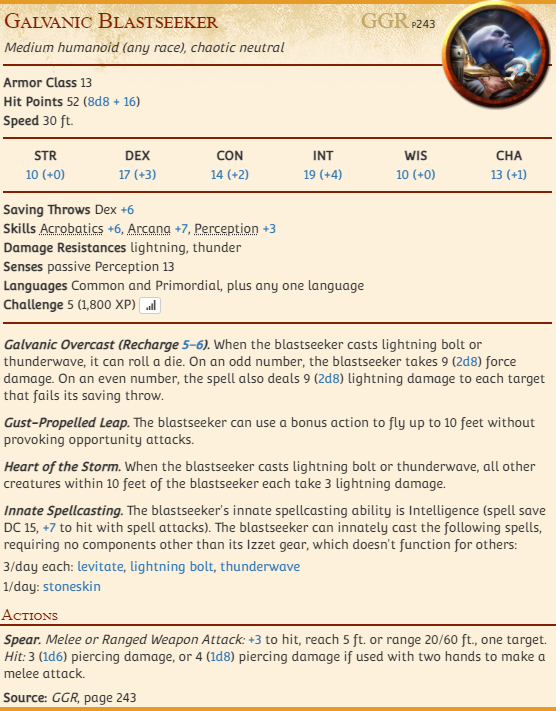 Galvanic Blastseeker
GGR P243
Medium humanoid (any race), chaotic neutral
Armor Class 13
Hit Points 52 (8d8 + 16)
Speed 30 ft.
STR DEX CON INT WIS CHA
10 (+0) 17 (+3) 14 (+2) 19 (+4) 10 (+0) 13 (+1)
Saving Throws Dex +6
Skills Acrobatics +6, Arcana +7, Perception +3
Damage Resistances lightning, thunder
Senses passive Perception 13
Languages Common and Primordial, plus any one language
Challenge 5 (1,800 XP)
Galvanic Overcast (Recharge 5–6). When the blastseeker casts lightning bolt or
thunderwave, it can roll a die. On an odd number, the blastseeker takes 9 (2d8) force
damage. On an even number, the spell also deals 9 (2d8) lightning damage to each target
that fails its saving throw.
Gust-Propelled Leap. The blastseeker can use a bonus action to fly up to 10 feet without
provoking opportunity attacks.
Heart of the Storm. When the blastseeker casts lightning bolt or thunderwave, all other
creatures within 10 feet of the blastseeker each take 3 lightning damage.
Innate Spellcasting. The blastseeker's innate spellcasting ability is Intelligence (spell save
DC 15, +7 to hit with spell attacks). The blastseeker can innately cast the following spells,
requiring no components other than its Izzet gear, which doesn't function for others:
3/day each: levitate, lightning bolt, thunderwave
1/day: stoneskin
Actions
Spear. Melee or Ranged Weapon Attack: +3 to hit, reach 5 ft. or range 20/60 ft., one target.
Hit: 3 (1d6) piercing damage, or 4 (1d8) piercing damage if used with two hands to make a
melee attack.
Source: GGR, page 243